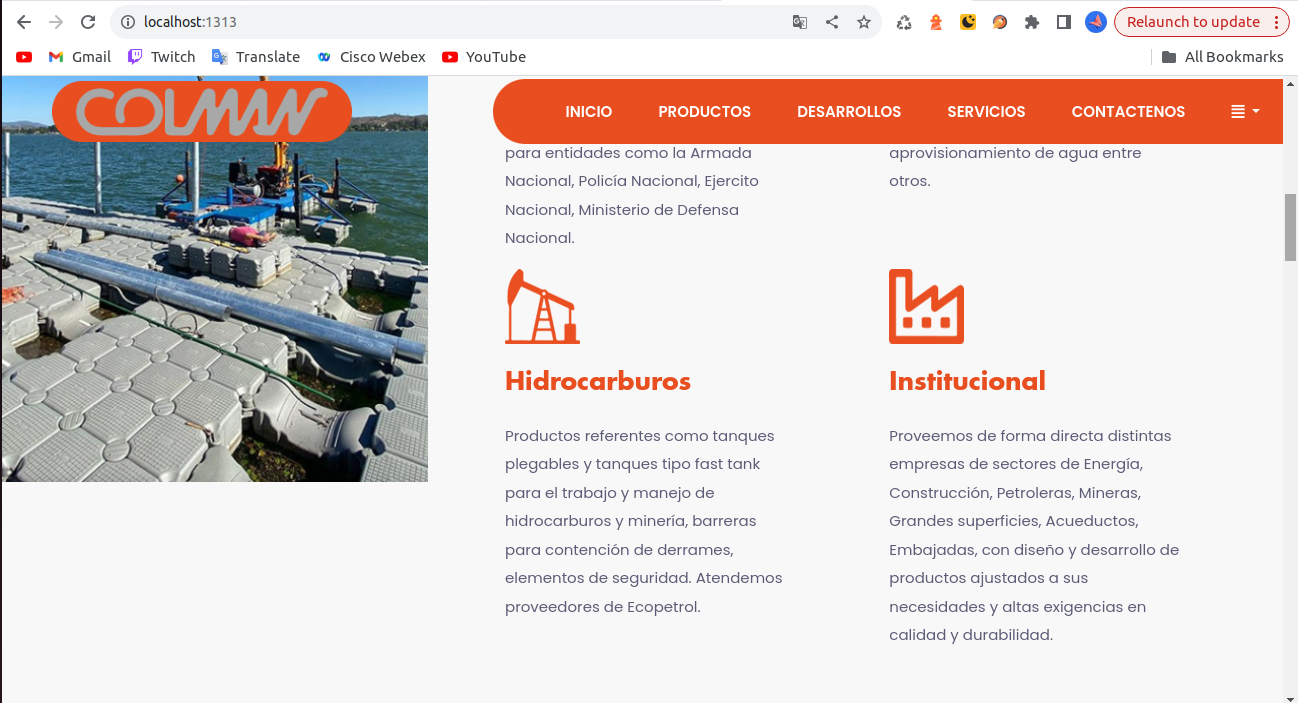 localhost:1313
Relaunch to update
Gmail
Twitch
Translate
Cisco Webex
YouTube
All Bookmarks
COLMAN
INICIO
PRODUCTOS
DESARROLLOS
SERVICIOS
CONTACTENOS
para entidades como la Armada
Nacional, Policía Nacional, Ejercito
Nacional, Ministerio de Defensa
Nacional.
aprovisionamiento de agua entre
otros.
Hidrocarburos
Productos referentes como tanques
plegables y tanques tipo fast tank
para el trabajo y manejo de
hidrocarburos y minería, barreras
para contención de derrames,
elementos de seguridad. Atendemos
proveedores de Ecopetrol.
Institucional
Proveemos de forma directa distintas
empresas de sectores de Energía,
Construcción, Petroleras, Mineras,
Grandes superficies, Acueductos,
Embajadas, con diseño y desarrollo de
productos ajustados a sus
necesidades y altas exigencias en
calidad y durabilidad.